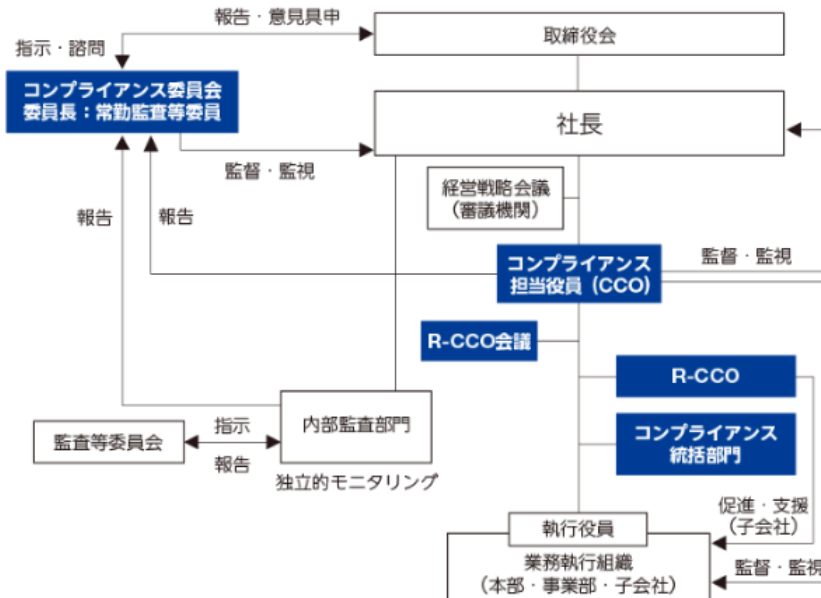 報告・意見具申
取締役会
指示・諮問
コンプライアンス委員会
委員長：常勤監査等委員
社長
監督・監視
経営戦略会議
（審議機関）
報告
報告
コンプライアンス
担当役員（CCO）
監督・監視
R-CCO会議
R-CCO
内部監査部門
指示
監査等委員会
報告
コンプライアンス
統括部門
独立的モニタリング
促進・支援
（子会社）
執行役員
業務執行組織
（本部・事業部・子会社）
監督・監視